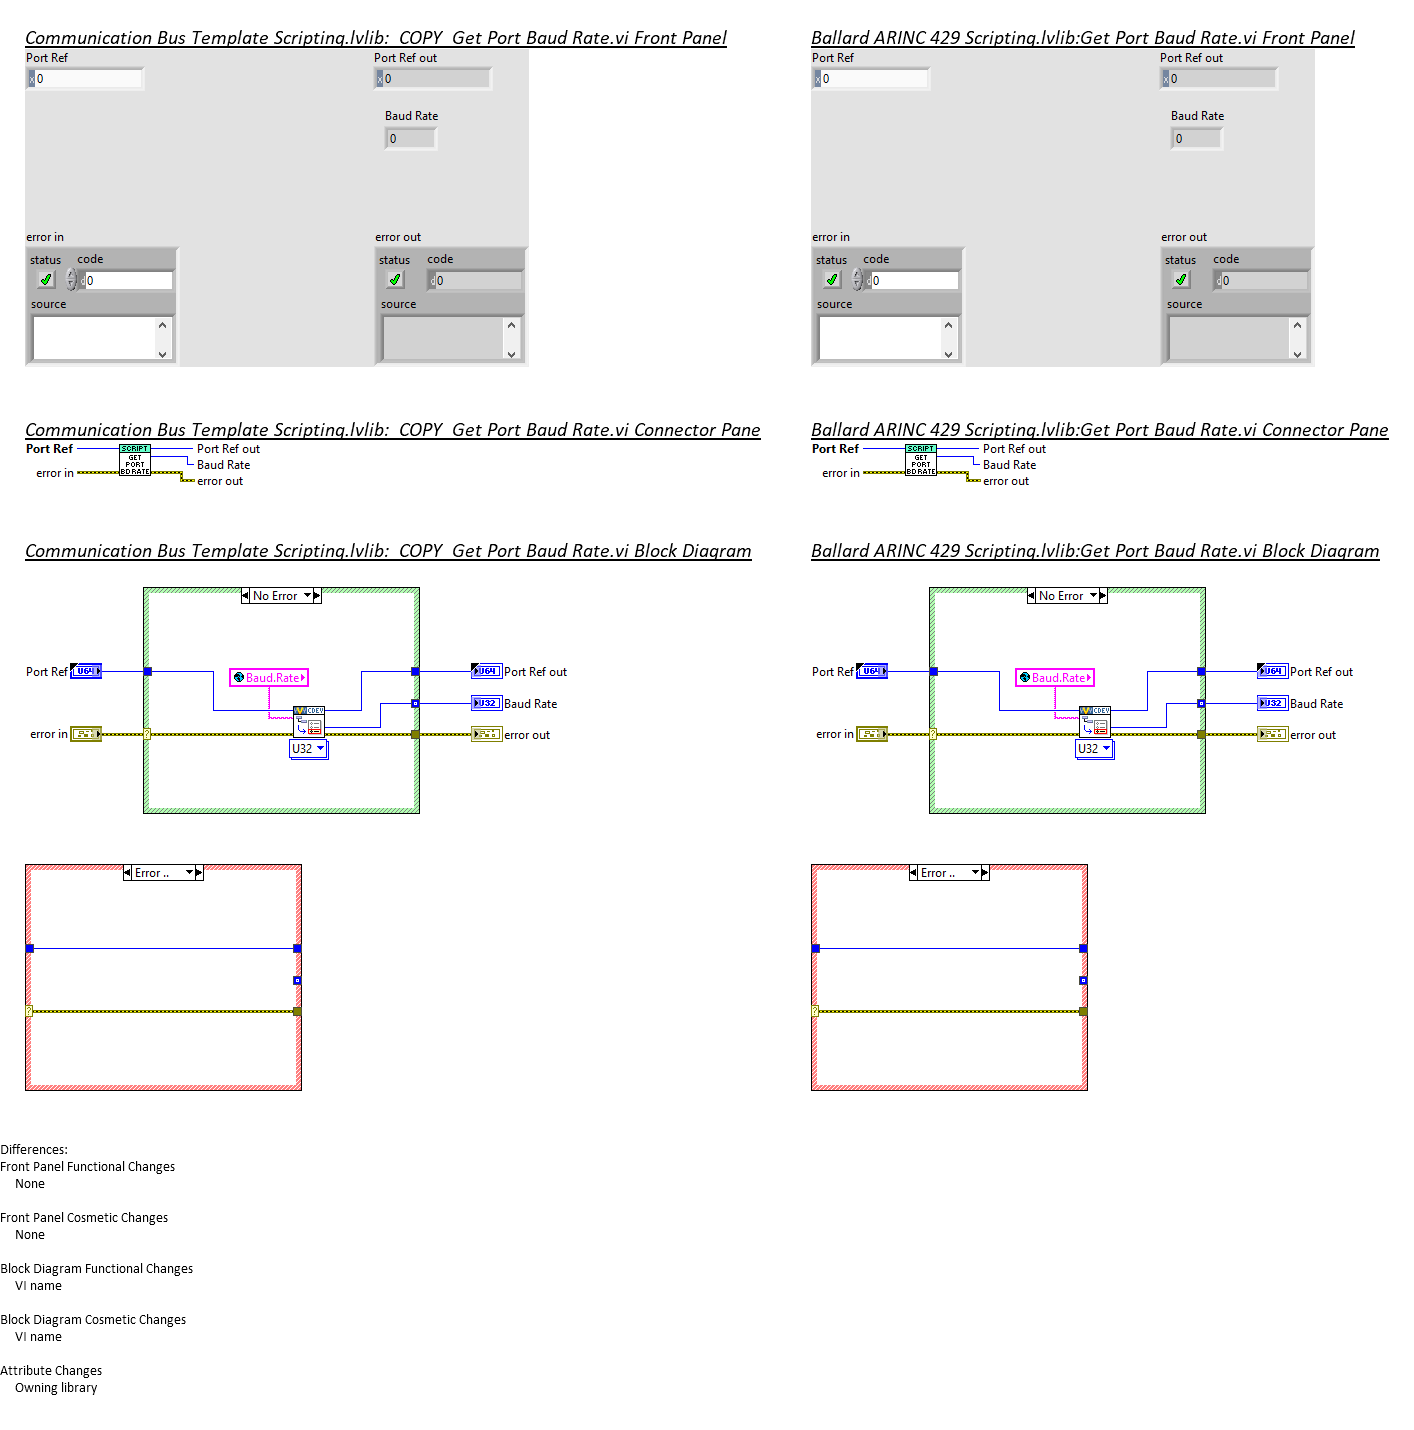 Communication Bus Template Scripting.lvlib:  COPY  Get Port Baud Rate.vi Front Panel
Ballard ARINC 429 Scripting.lvlib:Get Port Baud Rate.vi Front Panel
Port Ref
Port Ref out
Port Ref
Port Ref out
x 0
x 0
x 0
x 0
Baud Rate
Baud Rate
0
0
error in
error out
error in
error out
status code
status code
status code
status code
d 0
d 0
d 0
d 0
source
source
source
source
Communication Bus Template Scripting.lvlib:  COPY  Get Port Baud Rate.vi Connector Pane
Ballard ARINC 429 Scripting.lvlib:Get Port Baud Rate.vi Connector Pane
Port Ref
SCRIPT
GET
PORT
BD RATE
Port Ref out
Baud Rate
error in
error out
Port Ref
SCRIPT
GET
PORT
BD RATE
Port Ref out
Baud Rate
error in
error out
Communication Bus Template Scripting.lvlib:  COPY  Get Port Baud Rate.vi Block Diagram
Ballard ARINC 429 Scripting.lvlib:Get Port Baud Rate.vi Block Diagram
No Error
Port Ref
U64
Baud.Rate
U64
Port Ref out
CDEV
U32
Baud Rate
error in
?
error out
U32
No Error
Port Ref
U64
Baud.Rate
U64
Port Ref out
CDEV
U32
Baud Rate
error in
?
error out
U32
Error ..
?
Error ..
?
Differences:
Front Panel Functional Changes
None
Front Panel Cosmetic Changes
None
Block Diagram Functional Changes
VI name
Block Diagram Cosmetic Changes
VI name
Attribute Changes
Owning library